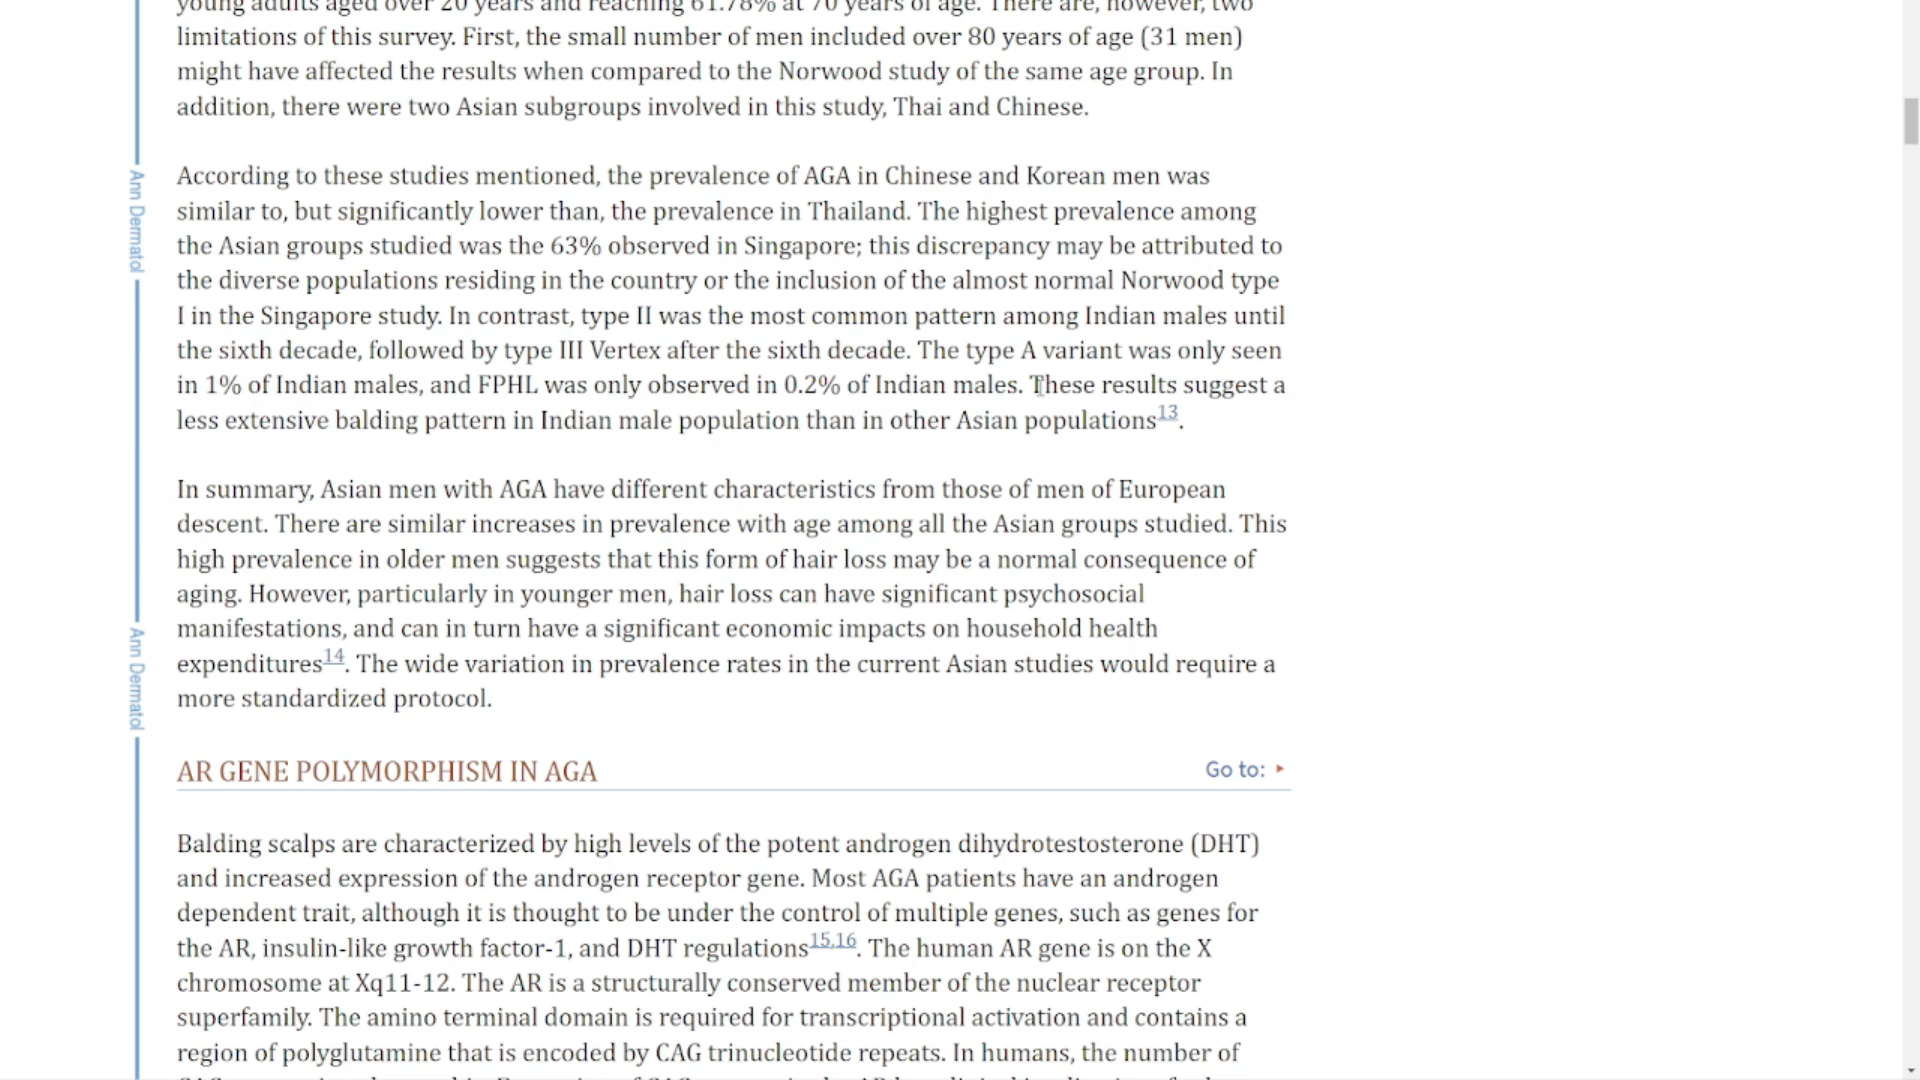 young adults aged over 20 years and reaching 61.78% at 70 years of age. There are, however, two
limitations of this survey. First, the small number of men included over 80 years of age (31 men)
might have affected the results when compared to the Norwood study of the same age group. In
addition, there were two Asian subgroups involved in this study, Thai and Chinese.
According to these studies mentioned, the prevalence of AGA in Chinese and Korean men was
similar to, but significantly lower than, the prevalence in Thailand. The highest prevalence among
the Asian groups studied was the 63% observed in Singapore; this discrepancy may be attributed to
the diverse populations residing in the country or the inclusion of the almost normal Norwood type
I in the Singapore study. In contrast, type II was the most common pattern among Indian males until
the sixth decade, followed by type III Vertex after the sixth decade. The type A variant was only seen
in 1% of Indian males, and FPHL was only observed in 0.2% of Indian males. These results suggest a
less extensive balding pattern in Indian male population than in other Asian populations13.
In summary, Asian men with AGA have different characteristics from those of men of European
descent. There are similar increases in prevalence with age among all the Asian groups studied. This
high prevalence in older men suggests that this form of hair loss may be a normal consequence of
aging. However, particularly in younger men, hair loss can have significant psychosocial
manifestations, and can in turn have a significant economic impacts on household health
expenditures14. The wide variation in prevalence rates in the current Asian studies would require a
more standardized protocol.
AR GENE POLYMORPHISM IN AGA
Go to:
Balding scalps are characterized by high levels of the potent androgen dihydrotestosterone (DHT)
and increased expression of the androgen receptor gene. Most AGA patients have an androgen
dependent trait, although it is thought to be under the control of multiple genes, such as genes for
the AR, insulin-like growth factor-1, and DHT regulations15,16. The human AR gene is on the X
chromosome at Xq11-12. The AR is a structurally conserved member of the nuclear receptor
superfamily. The amino terminal domain is required for transcriptional activation and contains a
region of polyglutamine that is encoded by CAG trinucleotide repeats. In humans, the number of
Ann Dermatol
Ann Dermatol